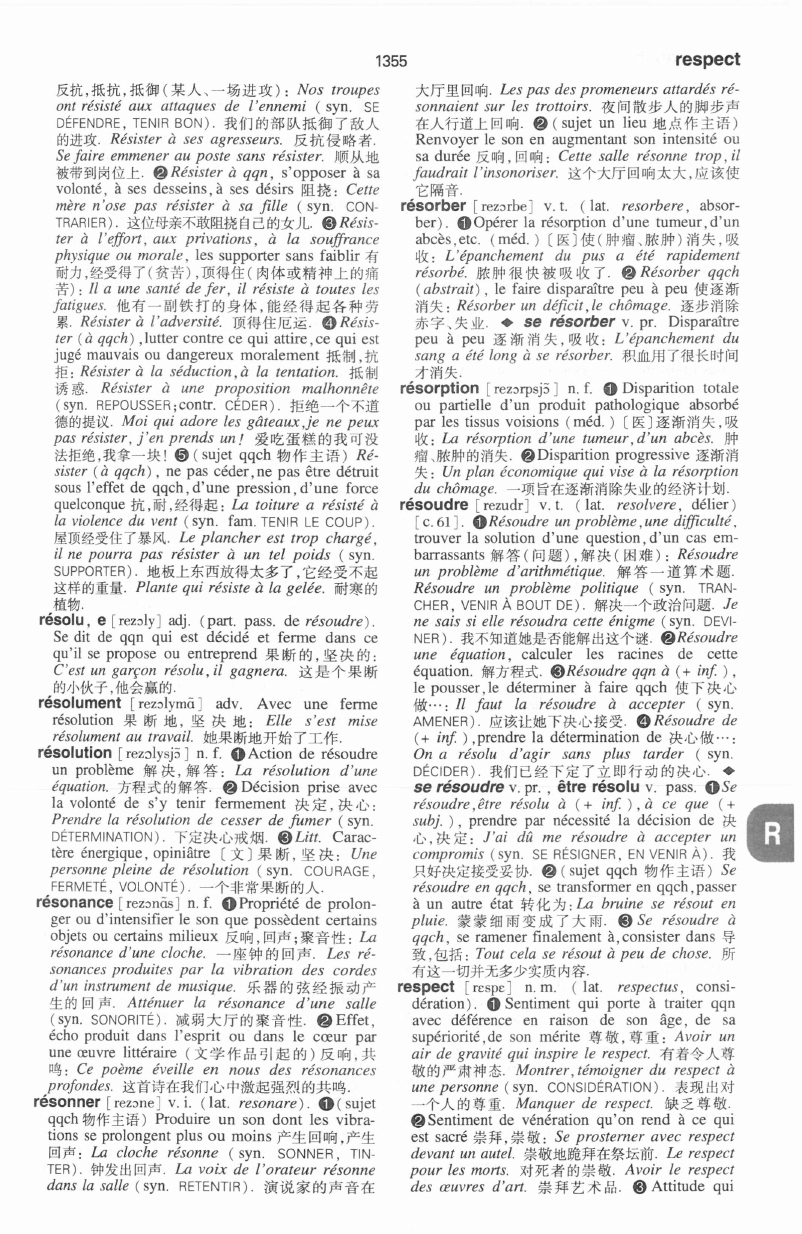 1355
respect
反抗,抵抗,抵御(某人、一场进攻): Nos troupes
ont résisté aux attaques de l'ennemi ( syn. SE
DÉFENDRE, TENIR BON). 我们的部队抵御了敌人
的进攻. Résister à ses agresseurs. 反抗侵略者.
Se faire emmener au poste sans résister. 顺从地
被带到岗位上. ❷Résister à qqn, s'opposer à sa
volonté, à ses desseins, à ses désirs 阻挠: Cette
mère n'ose pas résister à sa fille ( syn. CON-
TRARIER). 这位母亲不敢阻挠自己的女儿. ❸Résis-
ter à l'effort, aux privations, à la souffrance
physique ou morale, les supporter sans faiblir 有
耐力,经受得了(贫苦),顶得住(肉体或精神上的痛
苦): Il a une santé de fer, il résiste à toutes les
fatigues. 他有一副铁打的身体,能经得起各种劳
累. Résister à l'adversité. 顶得住厄运. ❹Résis-
ter (à qqch) ,lutter contre ce qui attire,ce qui est
jugé mauvais ou dangereux moralement 抵制,抗
拒: Résister à la séduction,à la tentation. 抵制
诱惑. Résister à une proposition malhonnête
(syn. REPOUSSER;contr. CÉDER). 拒绝一个不道
德的提议. Moi qui adore les gâteaux,je ne peux
pas résister, j'en prends un! 爱吃蛋糕的我可没
法拒绝,我拿一块! ❺(sujet qqch 物作主语) Ré-
sister (à qqch) , ne pas céder,ne pas être détruit
sous l'effet de qqch, d'une pression, d'une force
quelconque 抗,耐,经得起: La toiture a résisté à
la violence du vent (syn. fam. TENIR LE COUP).
屋顶经受住了暴风. Le plancher est trop chargé,
il ne pourra pas résister à un tel poids ( syn.
SUPPORTER). 地板上东西放得太多了,它经受不起
这样的重量. Plante qui résiste à la gelée. 耐寒的
植物.
résolu, e [rezɔly] adj. (part. pass. de résoudre).
Se dit de qqn qui est décidé et ferme dans ce
qu'il se propose ou entreprend 果断的,坚决的:
C'est un garçon résolu, il gagnera. 这是个果断
的小伙子,他会赢的.
résolument [rezɔlymɑ̃] adv. Avec une ferme
résolution 果断地,坚决地: Elle s'est mise
résolument au travail. 她果断地开始了工作.
résolution [rezɔlysjɔ̃] n. f. ❶Action de résoudre
un problème 解决,解答: La résolution d'une
équation. 方程式的解答. ❷Décision prise avec
la volonté de s'y tenir fermement 决定,决心:
Prendre la résolution de cesser de fumer (syn.
DÉTERMINATION). 下定决心戒烟. ❸Litt. Carac-
tère énergique, opiniâtre 〔文〕果断, 坚决: Une
personne pleine de résolution (syn. COURAGE,
FERMETÉ, VOLONTÉ). 一个非常果断的人.
résonance [rezɔnɑ̃s] n. f. ❶Propriété de prolon-
ger ou d'intensifier le son que possèdent certains
objets ou certains milieux 反响,回声;聚音性: La
résonance d'une cloche. 一座钟的回声. Les ré-
sonances produites par la vibration des cordes
d'un instrument de musique. 乐器的弦经振动产
生的回声. Atténuer la résonance d'une salle
(syn. SONORITÉ). 减弱大厅的聚音性. ❷Effet,
écho produit dans l'esprit ou dans le cœur par
une œuvre littéraire (文学作品引起的)反响,共
鸣: Ce poème éveille en nous des résonances
profondes. 这首诗在我们心中激起强烈的共鸣.
résonner [rezɔne] v. i. (lat. resonare). ❶(sujet
qqch 物作主语) Produire un son dont les vibra-
tions se prolongent plus ou moins 产生回响,产生
回声: La cloche résonne (syn. SONNER, TIN-
TER). 钟发出回声. La voix de l'orateur résonne
dans la salle (syn. RETENTIR). 演说家的声音在
大厅里回响. Les pas des promeneurs attardés ré-
sonnaient sur les trottoirs. 夜间散步人的脚步声
在人行道上回响. ❷(sujet un lieu 地点作主语)
Renvoyer le son en augmentant son intensité ou
sa durée 反响,回响: Cette salle résonne trop, il
faudrait l'insonoriser. 这个大厅回响太大,应该使
它隔音.
résorber [rezɔrbe] v. t. ( lat. resorbere, absor-
ber). ❶Opérer la résorption d'une tumeur,d'un
abcès,etc. (méd.)〔医〕使(肿瘤、脓肿)消失,吸
收: L'épanchement du pus a été rapidement
résorbé. 脓肿很快被吸收了. ❷Résorber qqch
(abstrait) , le faire disparaître peu à peu 使逐渐
消失: Résorber un déficit,le chômage. 逐步消除
赤字、失业. ◆ se résorber v. pr. Disparaître
peu à peu 逐渐消失,吸收: L'épanchement du
sang a été long à se résorber. 积血用了很长时间
才消失.
résorption [rezɔrpsjɔ̃] n. f. ❶ Disparition totale
ou partielle d'un produit pathologique absorbé
par les tissus voisions (méd.)〔医〕逐渐消失,吸
收: La résorption d'une tumeur, d'un abcès. 肿
瘤、脓肿的消失. ❷Disparition progressive 逐渐消
失: Un plan économique qui vise à la résorption
du chômage. 一项旨在逐渐消除失业的经济计划.
résoudre [rezudr] v. t. ( lat. resolvere, délier)
[c. 61]. ❶Résoudre un problème,une difficulté,
trouver la solution d'une question, d'un cas em-
barrassants 解答(问题),解决(困难): Résoudre
un problème d'arithmétique. 解答一道算术题.
Résoudre un problème politique ( syn. TRAN-
CHER, VENIR À BOUT DE). 解决一个政治问题. Je
ne sais si elle résoudra cette énigme (syn. DEVI-
NER). 我不知道她是否能解出这个谜. ❷Résoudre
une équation, calculer les racines de cette
équation. 解方程式. ❸Résoudre qqn à (+ inf.) ,
le pousser,le déterminer à faire qqch 使下决心
做…: Il faut la résoudre à accepter ( syn.
AMENER). 应该让她下决心接受. ❹Résoudre de
(+ inf.) ,prendre la détermination de 决心做…:
On a résolu d'agir sans plus tarder ( syn.
DÉCIDER). 我们已经下定了立即行动的决心. ◆
se résoudre v. pr. , être résolu v. pass. ❶Se
résoudre,être résolu à (+ inf.) ,à ce que (+
subj.) , prendre par nécessité la décision de 决
心,决定: J'ai dû me résoudre à accepter un
compromis (syn. SE RÉSIGNER, EN VENIR À). 我
只好决定接受妥协. ❷(sujet qqch 物作主语) Se
résoudre en qqch, se transformer en qqch,passer
à un autre état 转化为: La bruine se résout en
pluie. 蒙蒙细雨变成了大雨. ❸ Se résoudre à
qqch, se ramener finalement à,consister dans 导
致,包括: Tout cela se résout à peu de chose. 所
有这一切并无多少实质内容.
respect [rɛspɛ] n. m. ( lat. respectus, consi-
dération). ❶ Sentiment qui porte à traiter qqn
avec déférence en raison de son âge, de sa
supériorité,de son mérite 尊敬,尊重: Avoir un
air de gravité qui inspire le respect. 有着令人尊
敬的严肃神态. Montrer,témoigner du respect à
une personne (syn. CONSIDÉRATION). 表现出对
一个人的尊重. Manquer de respect. 缺乏尊敬.
❷Sentiment de vénération qu'on rend à ce qui
est sacré 崇拜,崇敬: Se prosterner avec respect
devant un autel. 崇敬地跪拜在祭坛前. Le respect
pour les morts. 对死者的崇敬. Avoir le respect
des œuvres d'art. 崇拜艺术品. ❸ Attitude qui
R